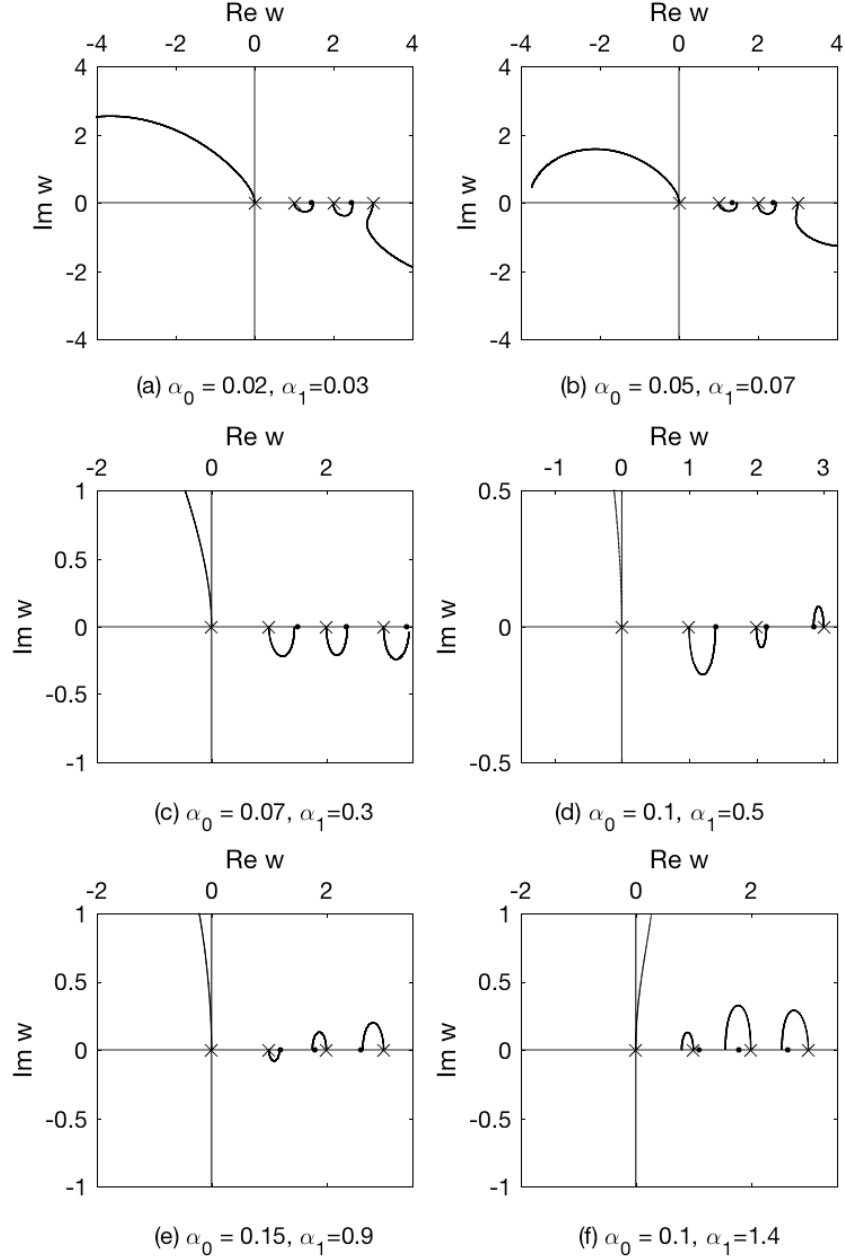 Re w Re w
-4 -2 0 2 4 -4 -2 0 2 4
4 4
2 2
Im w 0 Im w 0
-2 -2
-4 -4
(a) α₀ = 0.02, α₁=0.03 (b) α₀ = 0.05, α₁=0.07
Re w Re w
-2 0 2 -1 0 1 2 3
1 0.5
0.5
Im w 0 Im w 0
-0.5
-1 -0.5
(c) α₀ = 0.07, α₁=0.3 (d) α₀ = 0.1, α₁=0.5
Re w Re w
-2 0 2 -2 0 2
1 1
0.5 0.5
Im w 0 Im w 0
-0.5 -0.5
-1 -1
(e) α₀ = 0.15, α₁=0.9 (f) α₀ = 0.1, α₁=1.4